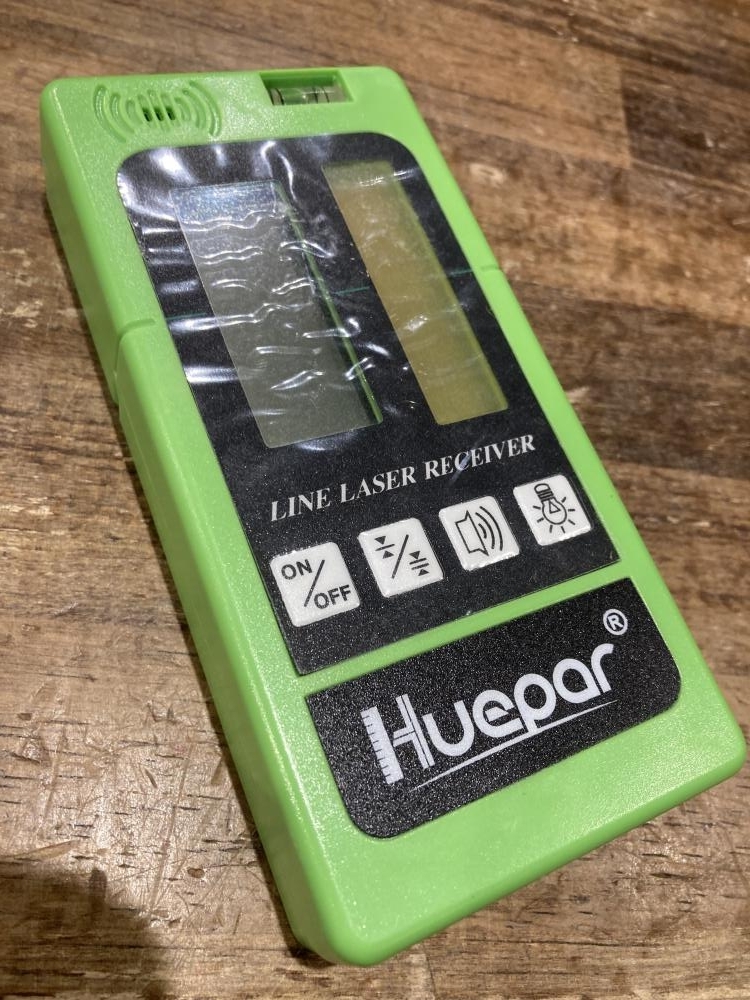 LINE LASER RECEIVER
ON/OFF
Huepar®